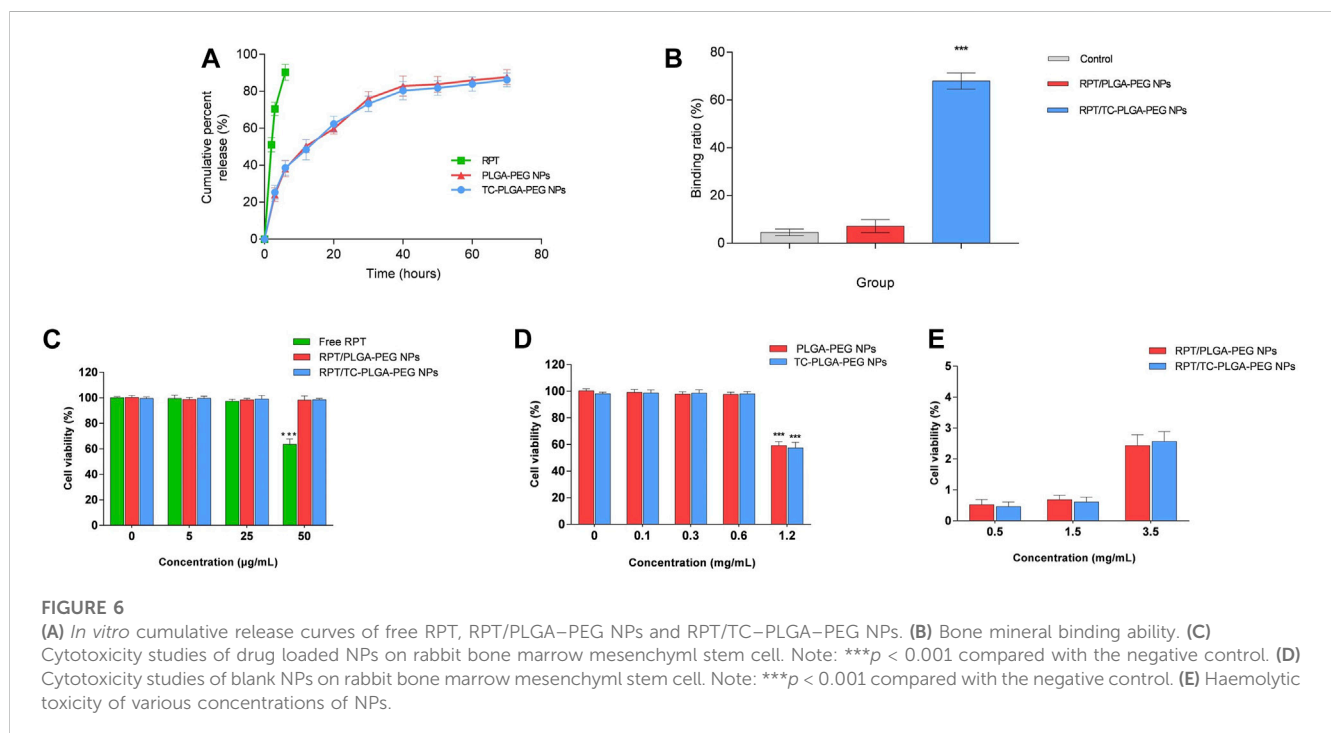 A
100
80
60
40
20
0
Cumulative percent
release (%)
0 20 40 60 80
Time (hours)
RPT
PLGA-PEG NPs
TC-PLGA-PEG NPs
B
80
60
40
20
0
Binding ratio (%)
***
Group
Control
RPT/PLGA-PEG NPs
RPT/TC-PLGA-PEG NPs
C
Free RPT
RPT/PLGA-PEG NPs
RPT/TC-PLGA-PEG NPs
120
100
80
60
40
20
0
Cell viability (%)
***
0 5 25 50
Concentration (μg/mL)
D
PLGA-PEG NPs
TC-PLGA-PEG NPs
120
100
80
60
40
20
0
Cell viability (%)
*** ***
0 0.1 0.3 0.6 1.2
Concentration (mg/mL)
E
RPT/PLGA-PEG NPs
RPT/TC-PLGA-PEG NPs
5
4
3
2
1
0
Cell viability (%)
0.5 1.5 3.5
Concentration (mg/mL)
FIGURE 6
(A) In vitro cumulative release curves of free RPT, RPT/PLGA–PEG NPs and RPT/TC–PLGA–PEG NPs. (B) Bone mineral binding ability. (C)
Cytotoxicity studies of drug loaded NPs on rabbit bone marrow mesenchyml stem cell. Note: ***p < 0.001 compared with the negative control. (D)
Cytotoxicity studies of blank NPs on rabbit bone marrow mesenchyml stem cell. Note: ***p < 0.001 compared with the negative control. (E) Haemolytic
toxicity of various concentrations of NPs.